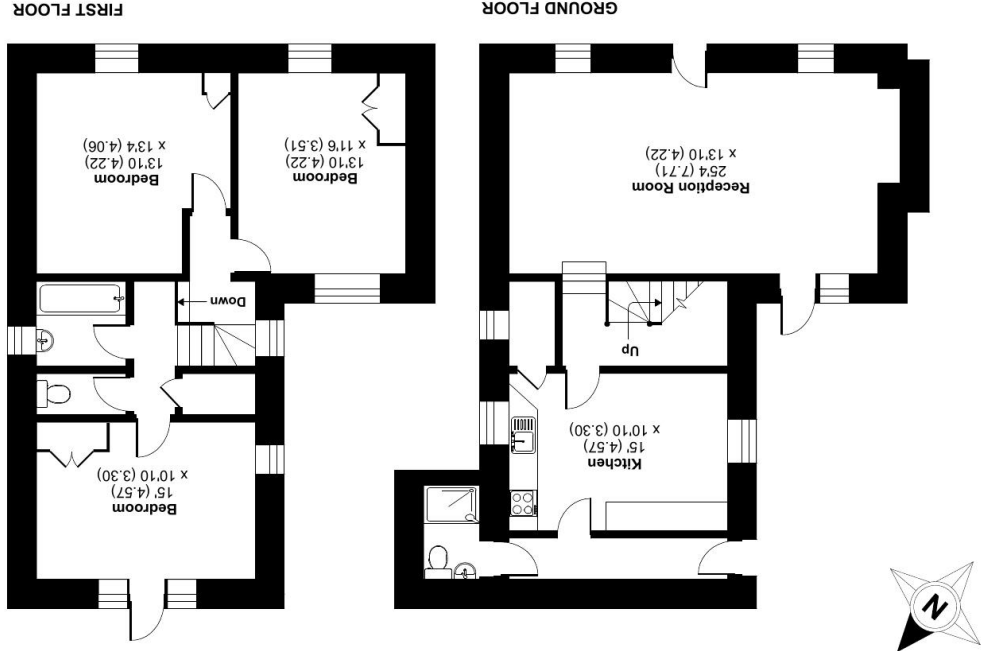 N
Kitchen
15' (4.57)
x 10'10 (3.30)
Up
Reception Room
25'4 (7.71)
x 13'10 (4.22)
GROUND FLOOR
Bedroom
15' (4.57)
x 10'10 (3.30)
Down
Bedroom
13'10 (4.22)
x 11'6 (3.51)
Bedroom
13'10 (4.22)
x 13'4 (4.06)
FIRST FLOOR